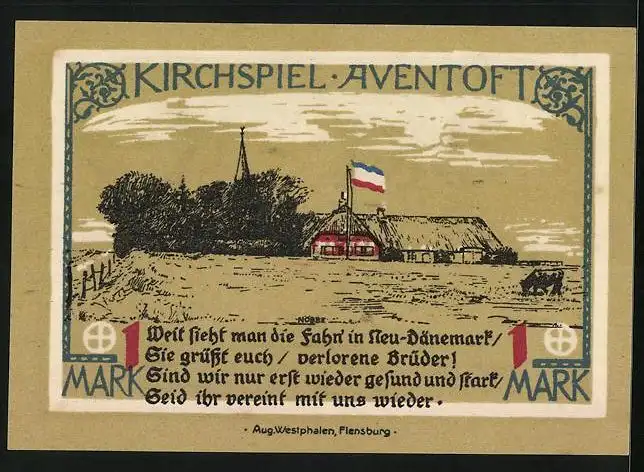 KIRCHSPIEL · AVENTOFT
NÖBBE
Weit sieht man die Fahn' in Neu-Dänemark/
Sie grüßt euch / verlorene Brüder!
Sind wir nur erst wieder gesund und stark/
Seid ihr vereint mit uns wieder.
1 MARK
1 MARK
· Aug. Westphalen, Flensburg ·